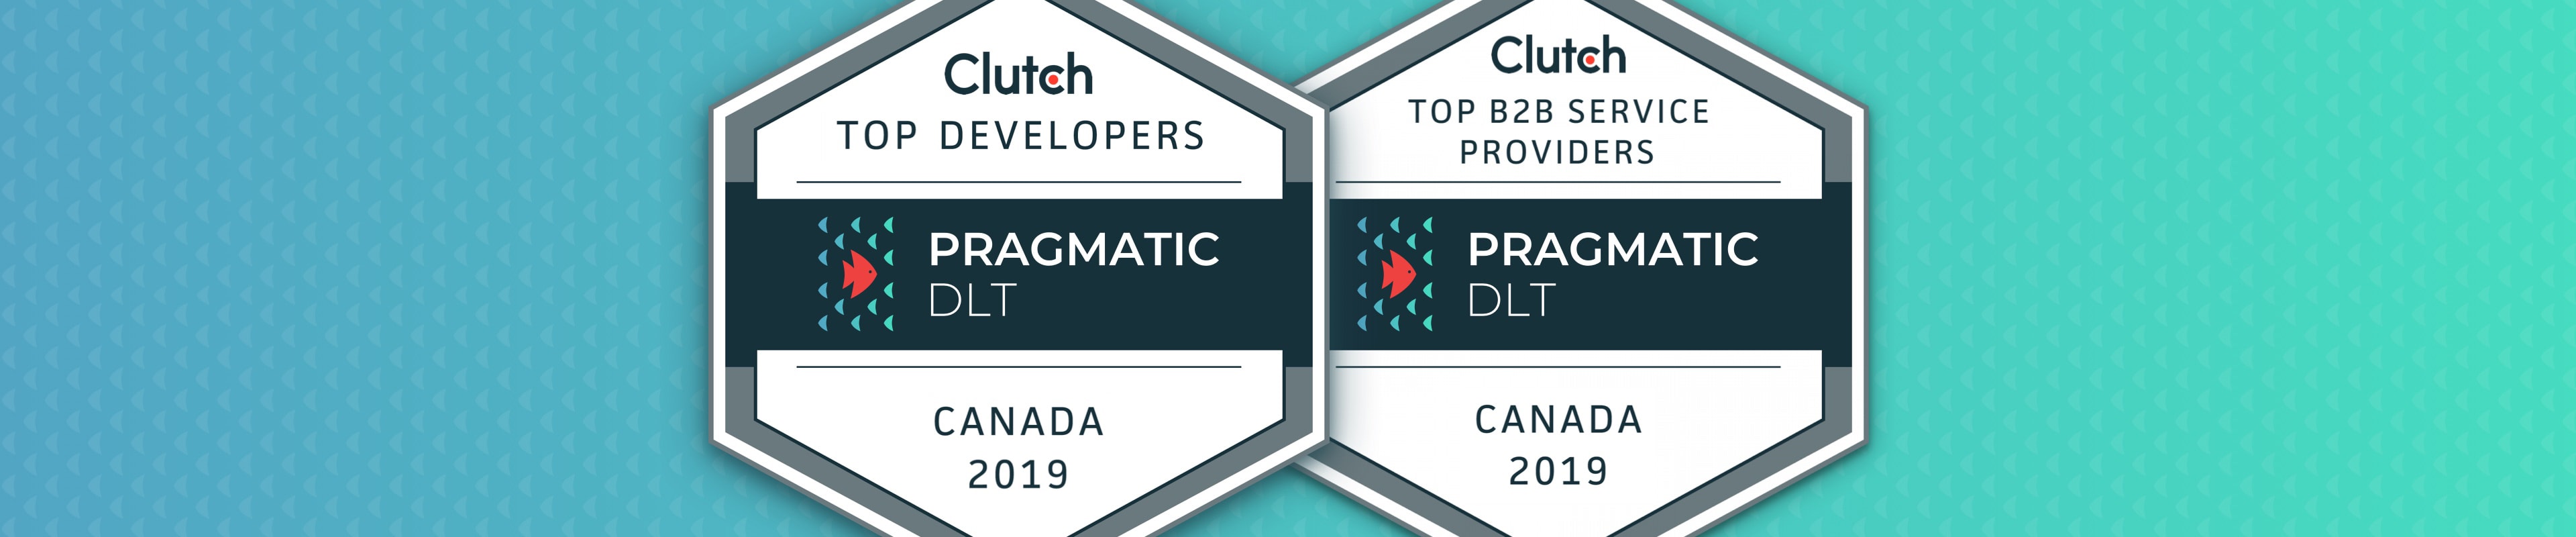 Clutch
TOP DEVELOPERS
PRAGMATIC
DLT
CANADA
2019
Clutch
TOP B2B SERVICE
PROVIDERS
PRAGMATIC
DLT
CANADA
2019